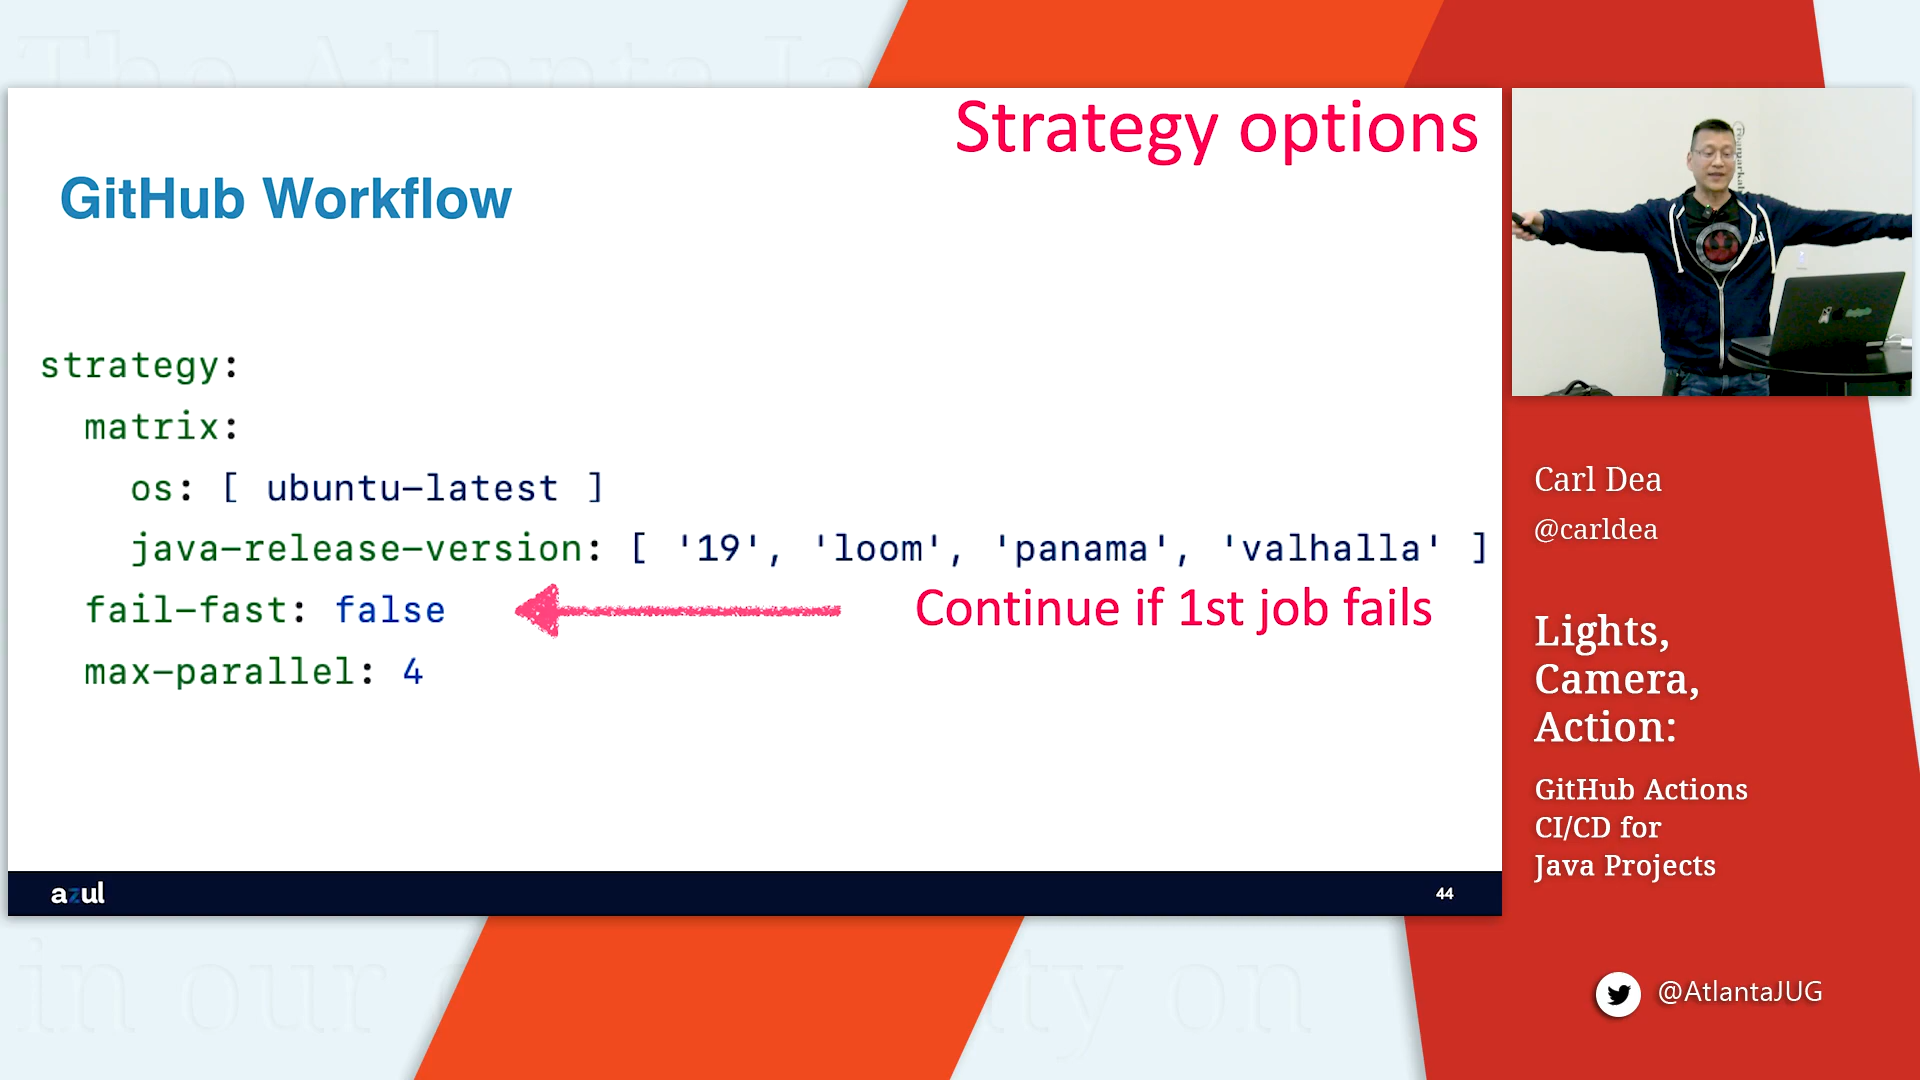 Strategy options
GitHub Workflow
strategy:
matrix:
os: [ ubuntu-latest ]
java-release-version: [ '19', 'loom', 'panama', 'valhalla' ]
fail-fast: false
Continue if 1st job fails
max-parallel: 4
azul
44
Carl Dea
@carldea
Lights,
Camera,
Action:
GitHub Actions
CI/CD for
Java Projects
@AtlantaJUG